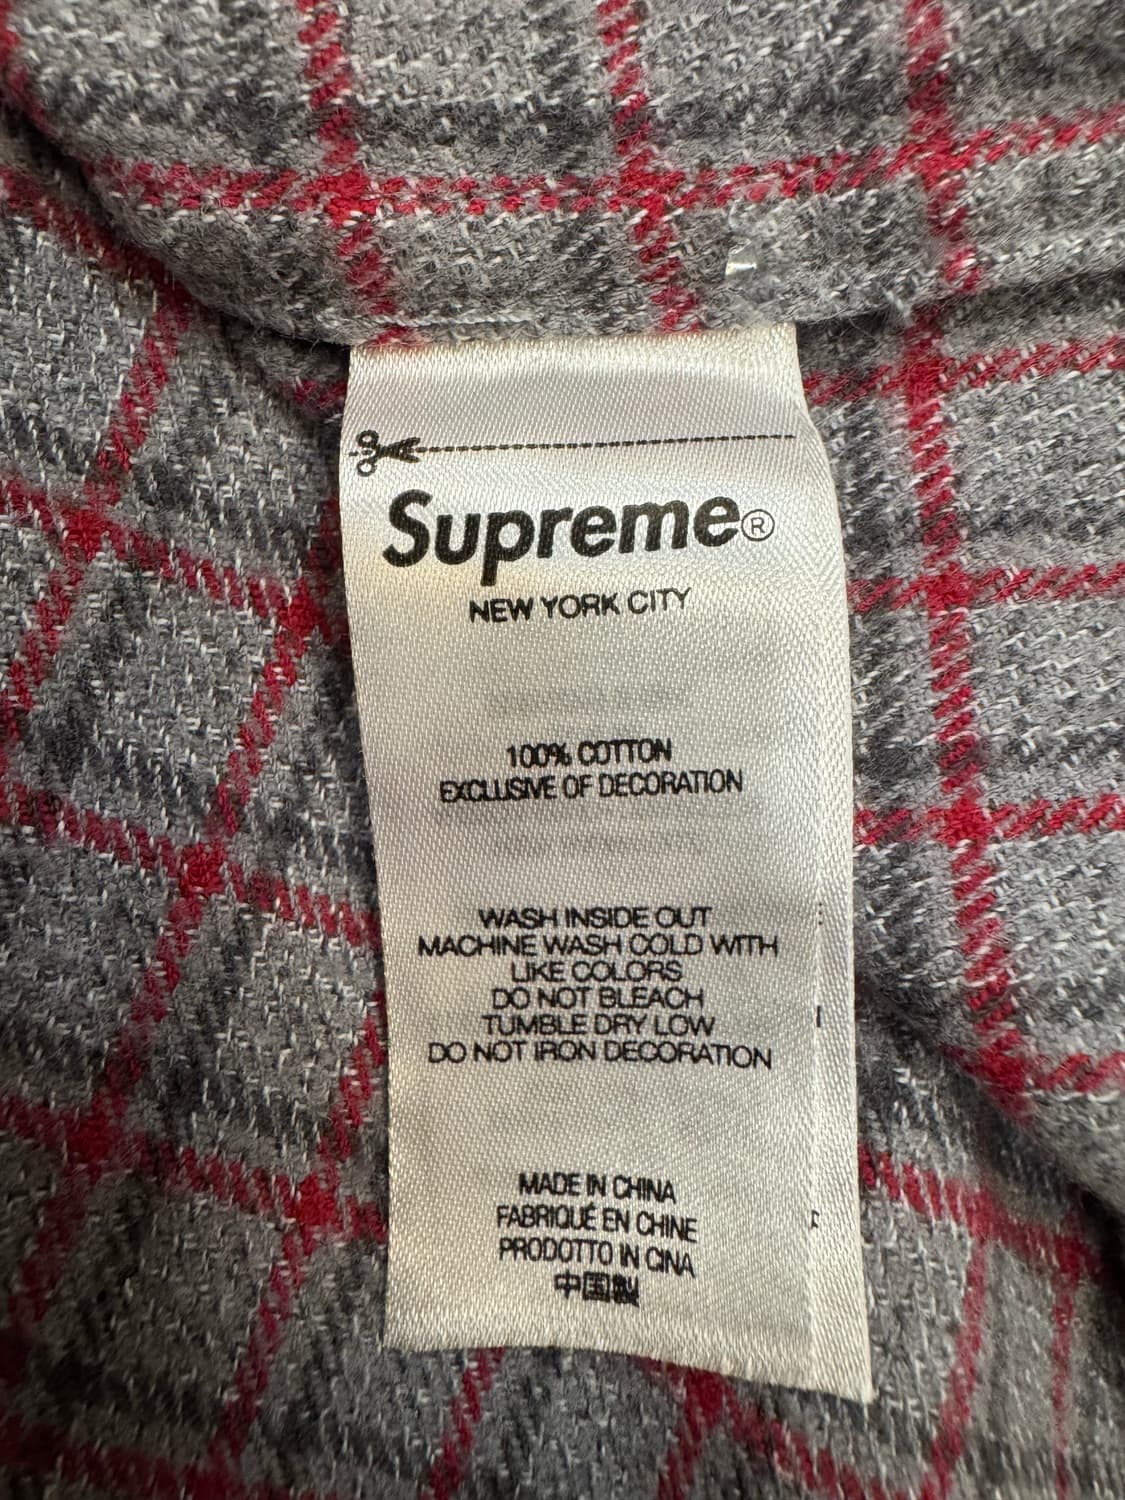 Supreme®
NEW YORK CITY
100% COTTON
EXCLUSIVE OF DECORATION
WASH INSIDE OUT
MACHINE WASH COLD WITH
LIKE COLORS
DO NOT BLEACH
TUMBLE DRY LOW
DO NOT IRON DECORATION
MADE IN CHINA
FABRIQUÉ EN CHINE
PRODOTTO IN CINA
中国製